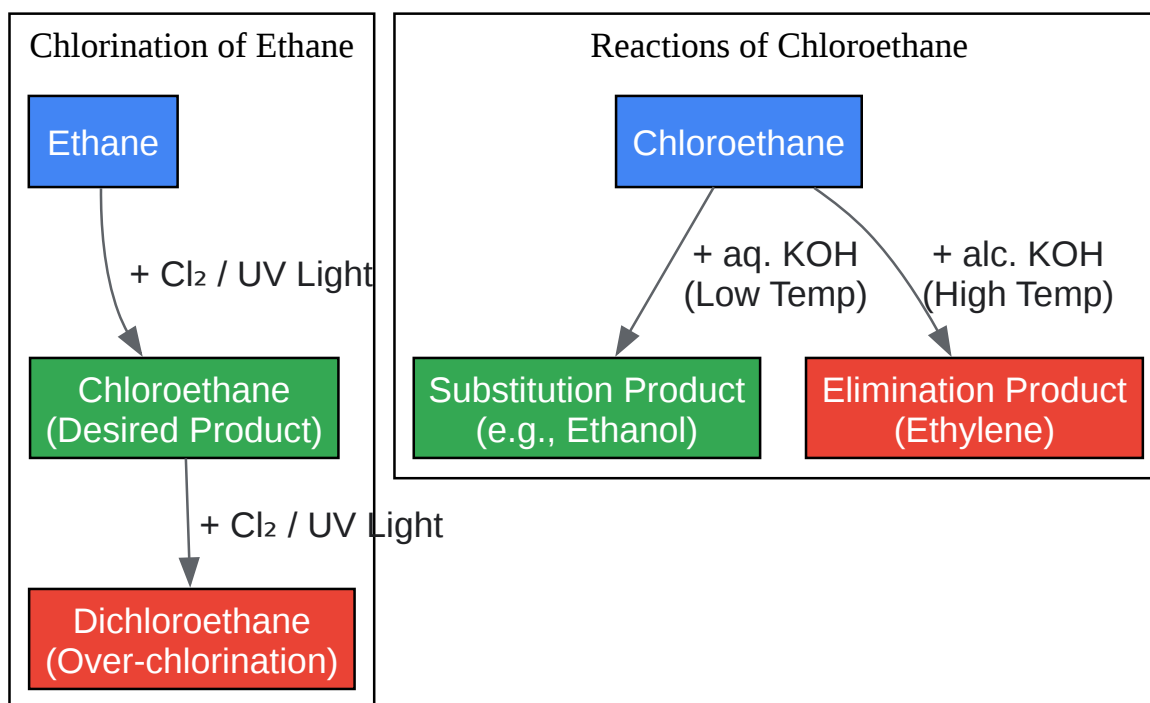 Chlorination of Ethane
Ethane
+ Cl₂ / UV Light
Chloroethane
(Desired Product)
+ Cl₂ / UV Light
Dichloroethane
(Over-chlorination)
Reactions of Chloroethane
Chloroethane
+ aq. KOH
(Low Temp)
+ alc. KOH
(High Temp)
Substitution Product
(e.g., Ethanol)
Elimination Product
(Ethylene)